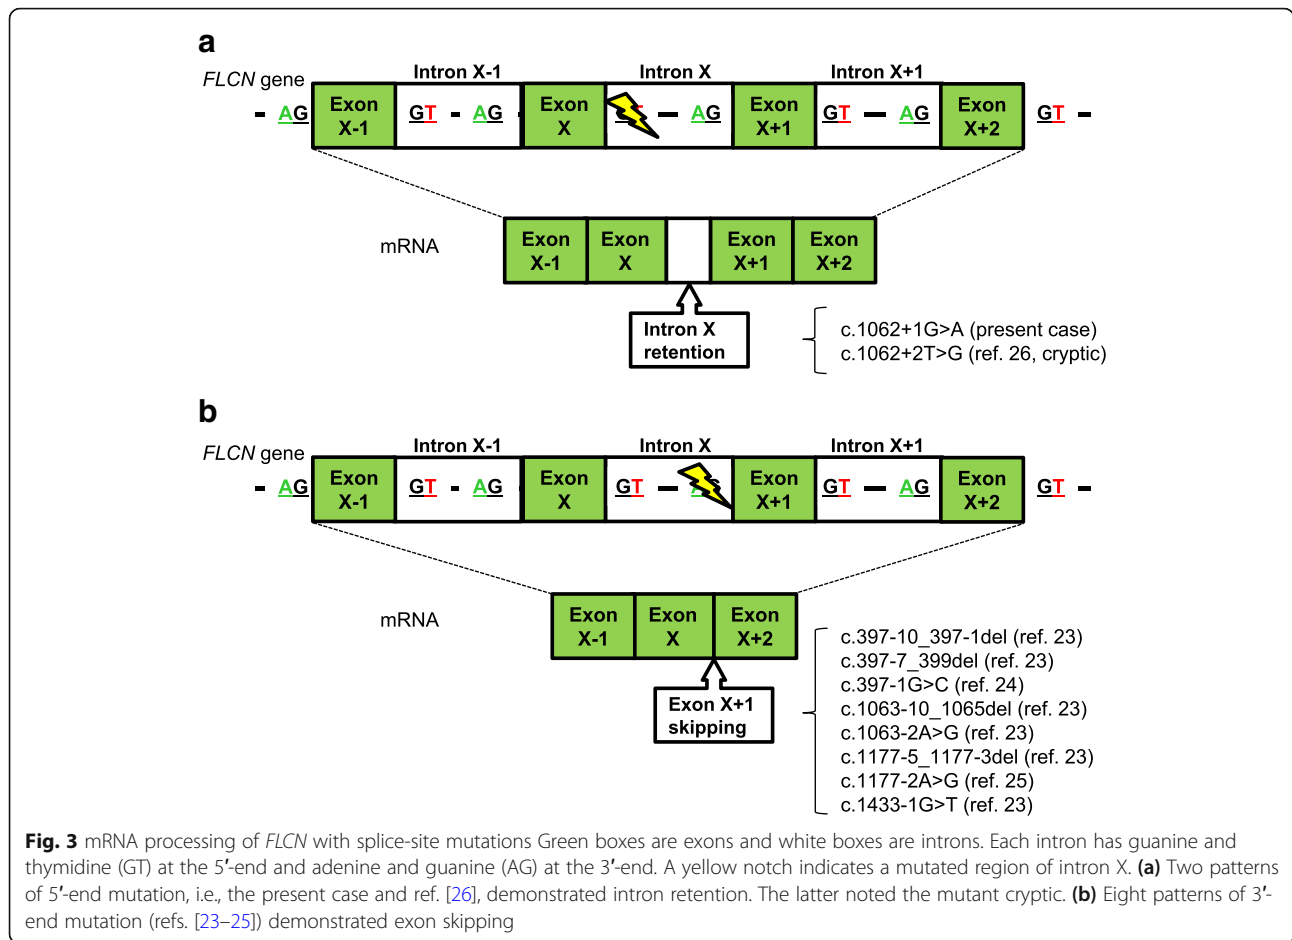 a
FLCN gene
Intron X-1 Intron X Intron X+1
- AG Exon X-1 GT - AG Exon X — AG Exon X+1 GT — AG Exon X+2 GT -
mRNA
Exon X-1 Exon X Exon X+1 Exon X+2
Intron X
retention
c.1062+1G>A (present case)
c.1062+2T>G (ref. 26, cryptic)
b
FLCN gene
Intron X-1 Intron X Intron X+1
- AG Exon X-1 GT - AG Exon X GT — Exon X+1 GT — AG Exon X+2 GT -
mRNA
Exon X-1 Exon X Exon X+2
Exon X+1
skipping
c.397-10_397-1del (ref. 23)
c.397-7_399del (ref. 23)
c.397-1G>C (ref. 24)
c.1063-10_1065del (ref. 23)
c.1063-2A>G (ref. 23)
c.1177-5_1177-3del (ref. 23)
c.1177-2A>G (ref. 25)
c.1433-1G>T (ref. 23)
Fig. 3 mRNA processing of FLCN with splice-site mutations Green boxes are exons and white boxes are introns. Each intron has guanine and
thymidine (GT) at the 5′-end and adenine and guanine (AG) at the 3′-end. A yellow notch indicates a mutated region of intron X. (a) Two patterns
of 5′-end mutation, i.e., the present case and ref. [26], demonstrated intron retention. The latter noted the mutant cryptic. (b) Eight patterns of 3′-
end mutation (refs. [23–25]) demonstrated exon skipping